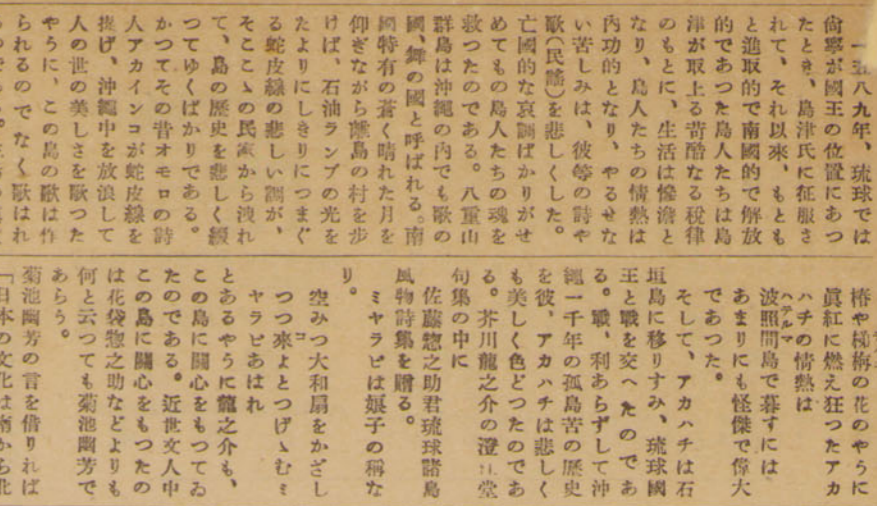 一五八九年、琉球では
尙寧が國王の位置にあつ
たとき、島津氏に征服さ
れて、それ以來、もとも
と進取的で南國的で解放
的であつた島人たちは島
津が取上る苛酷なる稅律
のもとに、生活は慘澹と
なり、島人たちの情熱は
內功的となり、やるせな
い苦しみは、彼等の詩や
歌(民謠)を悲しくした。
亡國的な哀調ばかりがせ
めてもの島人たちの魂を
救つたのである。八重山
群島は沖繩の內でも歌の
國、舞の國と呼ばれる。南
國特有の蒼く晴れた月を
仰ぎながら離島の村を步
けば、石油ランプの光を
たよりにしきりにつまぐ
る蛇皮線の悲しい調が、
そここゝの民家から洩れ
て、島の歷史を悲しく綴
つてゆくばかりである。
かつてその昔オモロの詩
人アカインコが蛇皮線を
提げ、沖繩中を放浪して
人の世の美しさを歌つた
やうに、この島の歌は作
られるのでなく歌はれ
椿や梯梅の花のやうに
眞紅に燃え狂つたアカ
ハチの情熱は
波照間島で暮すには
ハテルマ
あまりにも怪傑で偉大
であつた。
そして、アカハチは石
垣島に移りすみ、琉球國
王と戰を交へたのであ
る。戰、利あらずして沖
繩一千年の孤島苦の歷史
を彼、アカハチは悲しく
も美しく色どつたのであ
る。芥川龍之介の澄江堂
句集の中に
佐藤惣之助君琉球諸島
風物詩集を贈る。
ミヤラビは娘子の稱な
り。
空みつ大和扇をかざし
つつ來よとつげゝむミ
コ
ヤラビあはれ
とあるやうに龍之介も、
この島に關心をもつてゐ
たのである。近世文人中
この島に關心をもつたの
は花袋惣之助などよりも
何と云つても菊池幽芳で
あらう。
菊池幽芳の言を借りれば
「日本の文化は南から北